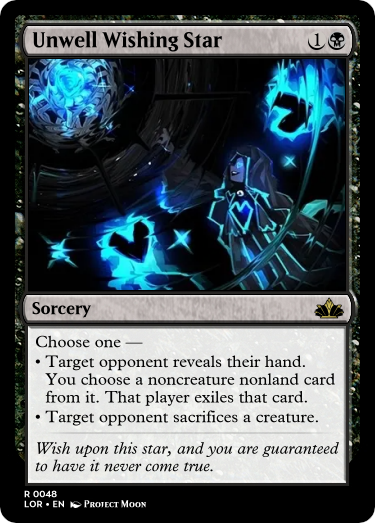 Unwell Wishing Star 1
Sorcery
Choose one —
• Target opponent reveals their hand.
You choose a noncreature nonland card
from it. That player exiles that card.
• Target opponent sacrifices a creature.
Wish upon this star, and you are guaranteed
to have it never come true.
R 0048
LOR • EN Project Moon